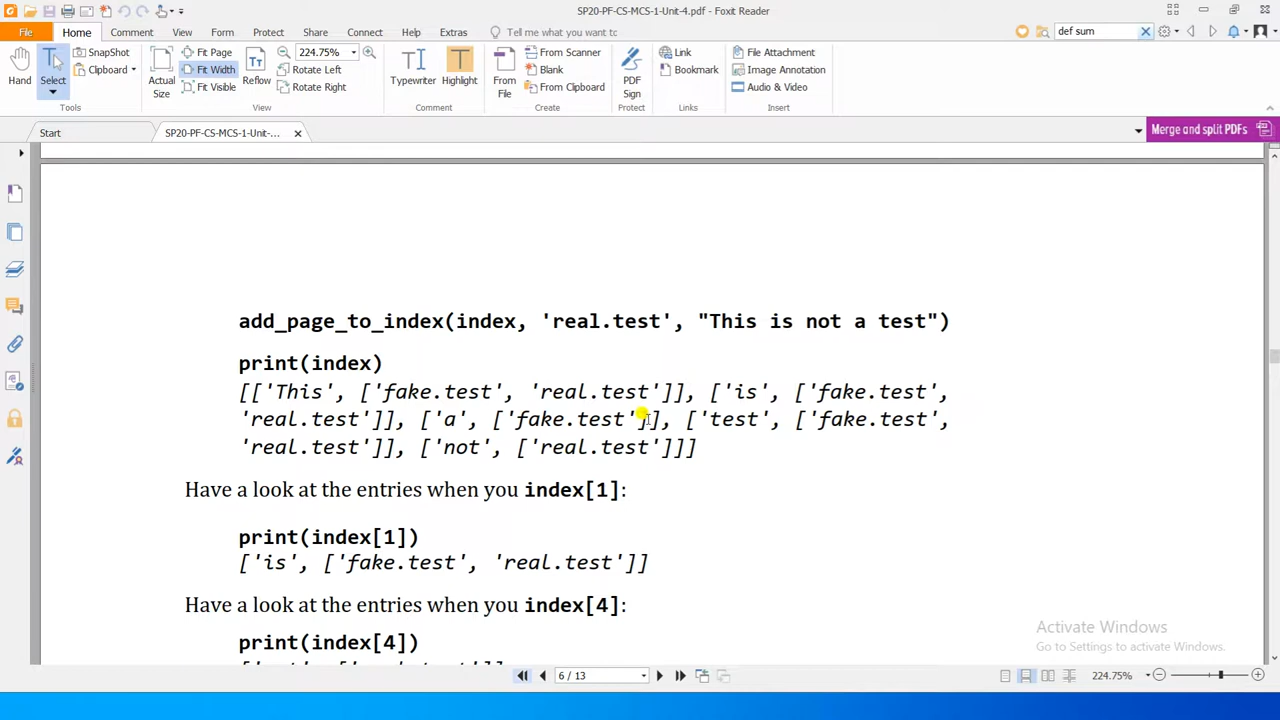 SP20-PF-CS-MCS-1-Unit-4.pdf - Foxit Reader
File Home Comment View Form Protect Share Connect Help Extras Tell me what you want tc def sum
Hand
Select
SnapShot
Clipboard
Tools
Actual Size
Fit Page
Fit Width
Fit Visible
Reflow
224.75%
Rotate Left
Rotate Right
View
Typewriter
Highlight
Comment
From File
From Scanner
Blank
From Clipboard
Create
PDF Sign
Protect
Link
Bookmark
Links
File Attachment
Image Annotation
Audio & Video
Insert
Start
SP20-PF-CS-MCS-1-Unit-...
Merge and split PDFs
add_page_to_index(index, 'real.test', "This is not a test")
print(index)
[['This', ['fake.test', 'real.test']], ['is', ['fake.test',
'real.test']], ['a', ['fake.test']], ['test', ['fake.test',
'real.test']], ['not', ['real.test']]]
Have a look at the entries when you index[1]:
print(index[1])
['is', ['fake.test', 'real.test']]
Have a look at the entries when you index[4]:
print(index[4])
Activate Windows
Go to Settings to activate Windows.
6 / 13
224.75%